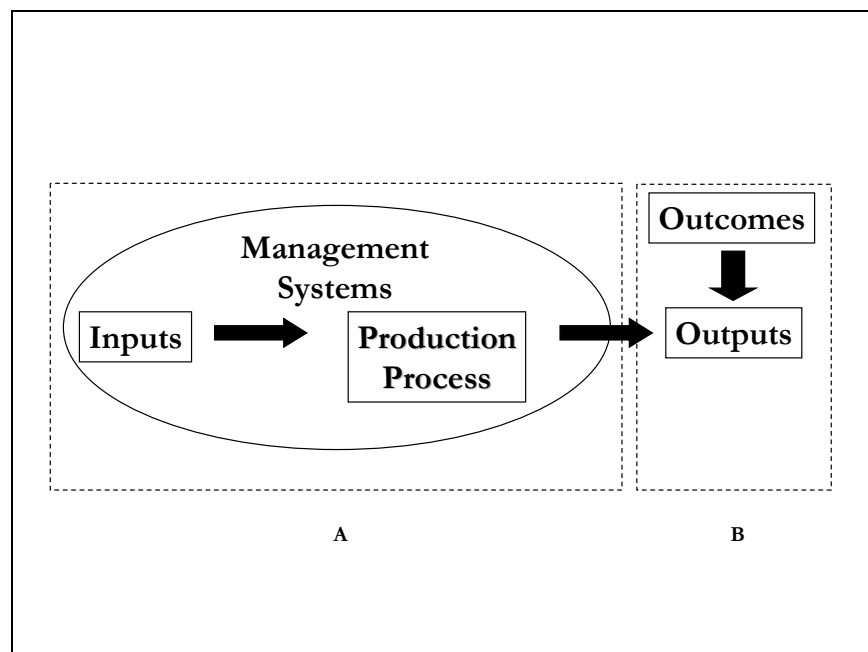 Management
Systems
Inputs
Production
Process
Outcomes
Outputs
A
B